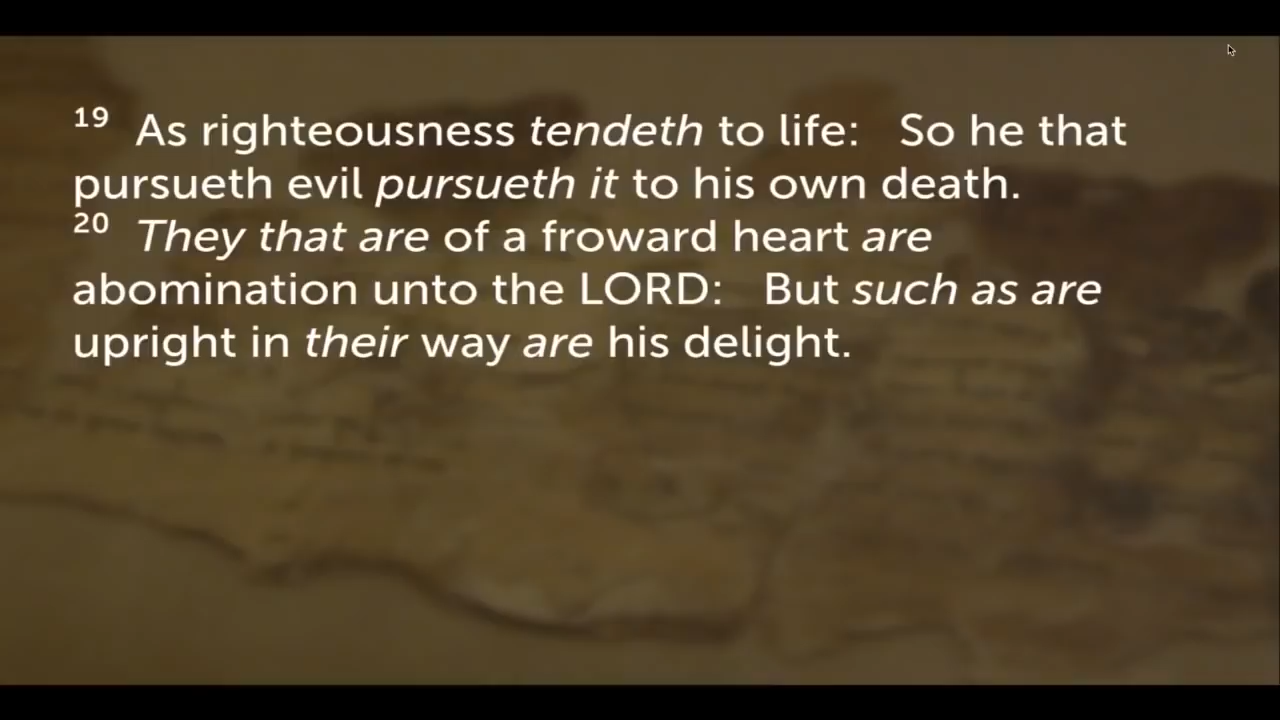 19 As righteousness tendeth to life: So he that
pursueth evil pursueth it to his own death.
20 They that are of a froward heart are
abomination unto the LORD: But such as are
upright in their way are his delight.